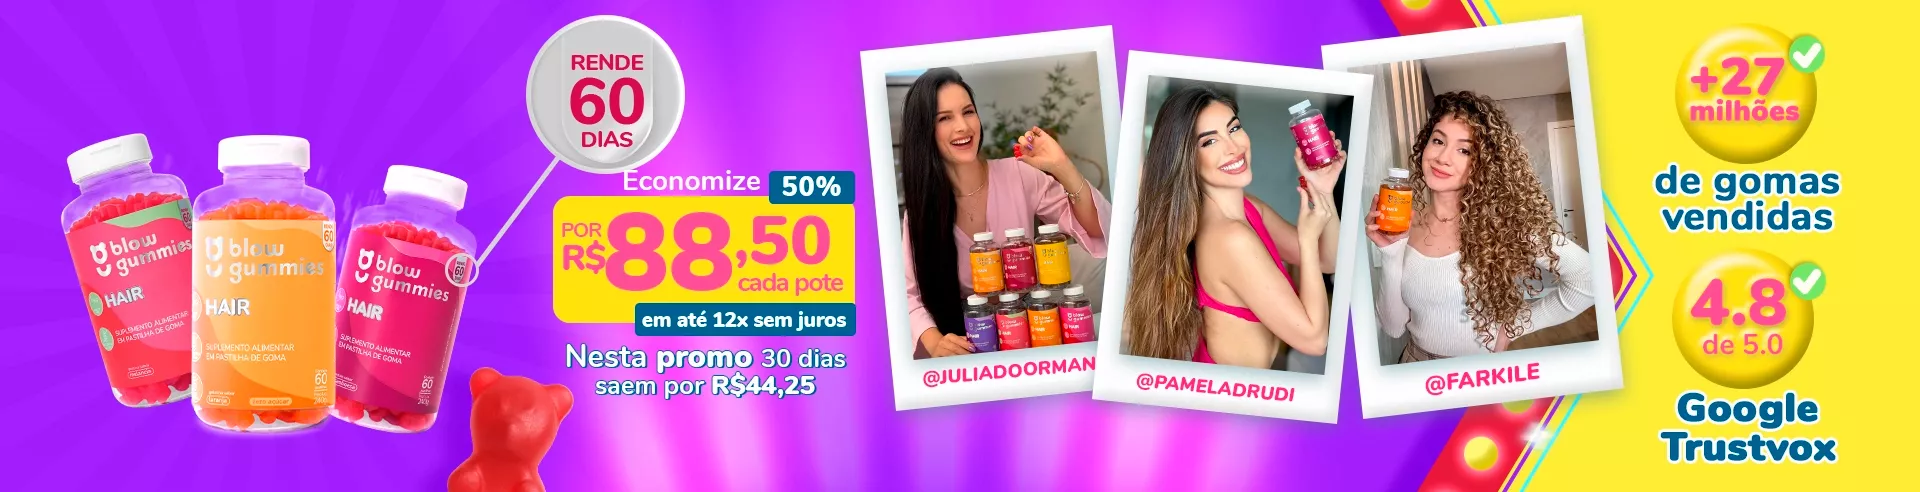 RENDE
60
DIAS
Economize 50%
POR
R$88,50
cada pote
em até 12x sem juros
Nesta promo 30 dias
saem por R$44,25
blow
gummies
HAIR
SUPLEMENTO ALIMENTAR
EM PASTILHA DE GOMA
blow
gummies
HAIR
SUPLEMENTO ALIMENTAR
EM PASTILHA DE GOMA
60
blow
gummies
HAIR
SUPLEMENTO ALIMENTAR
EM PASTILHA DE GOMA
60
@JULIADOORMAN
@PAMELADRUDI
@FARKILE
+27
milhões
de gomas
vendidas
4.8
de 5.0
Google
Trustvox